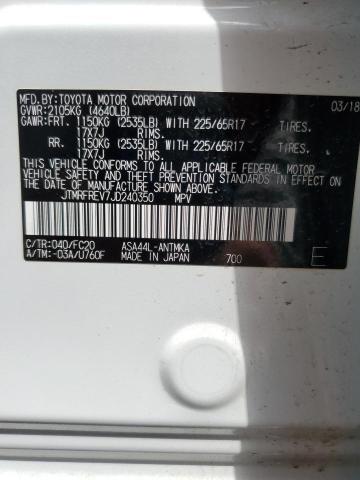 MFD.BY:TOYOTA MOTOR CORPORATION 03/18
GVWR:2105KG (4640LB)
GAWR:FRT. 1150KG (2535LB) WITH 225/65R17 TIRES.
17X7J RIMS.
RR. 1150KG (2535LB) WITH 225/65R17 TIRES.
17X7J RIMS.
THIS VEHICLE CONFORMS TO ALL APPLICABLE FEDERAL MOTOR
VEHICLE SAFETY STANDARDS IN EFFECT ON THE DATE OF
MANUFACTURE SHOWN ABOVE.
JTMRFREV7JD240350 MPV
C/TR:040/FC20 ASA44L-ANTMKA
A/TM:-03A/U760F MADE IN JAPAN 700 E